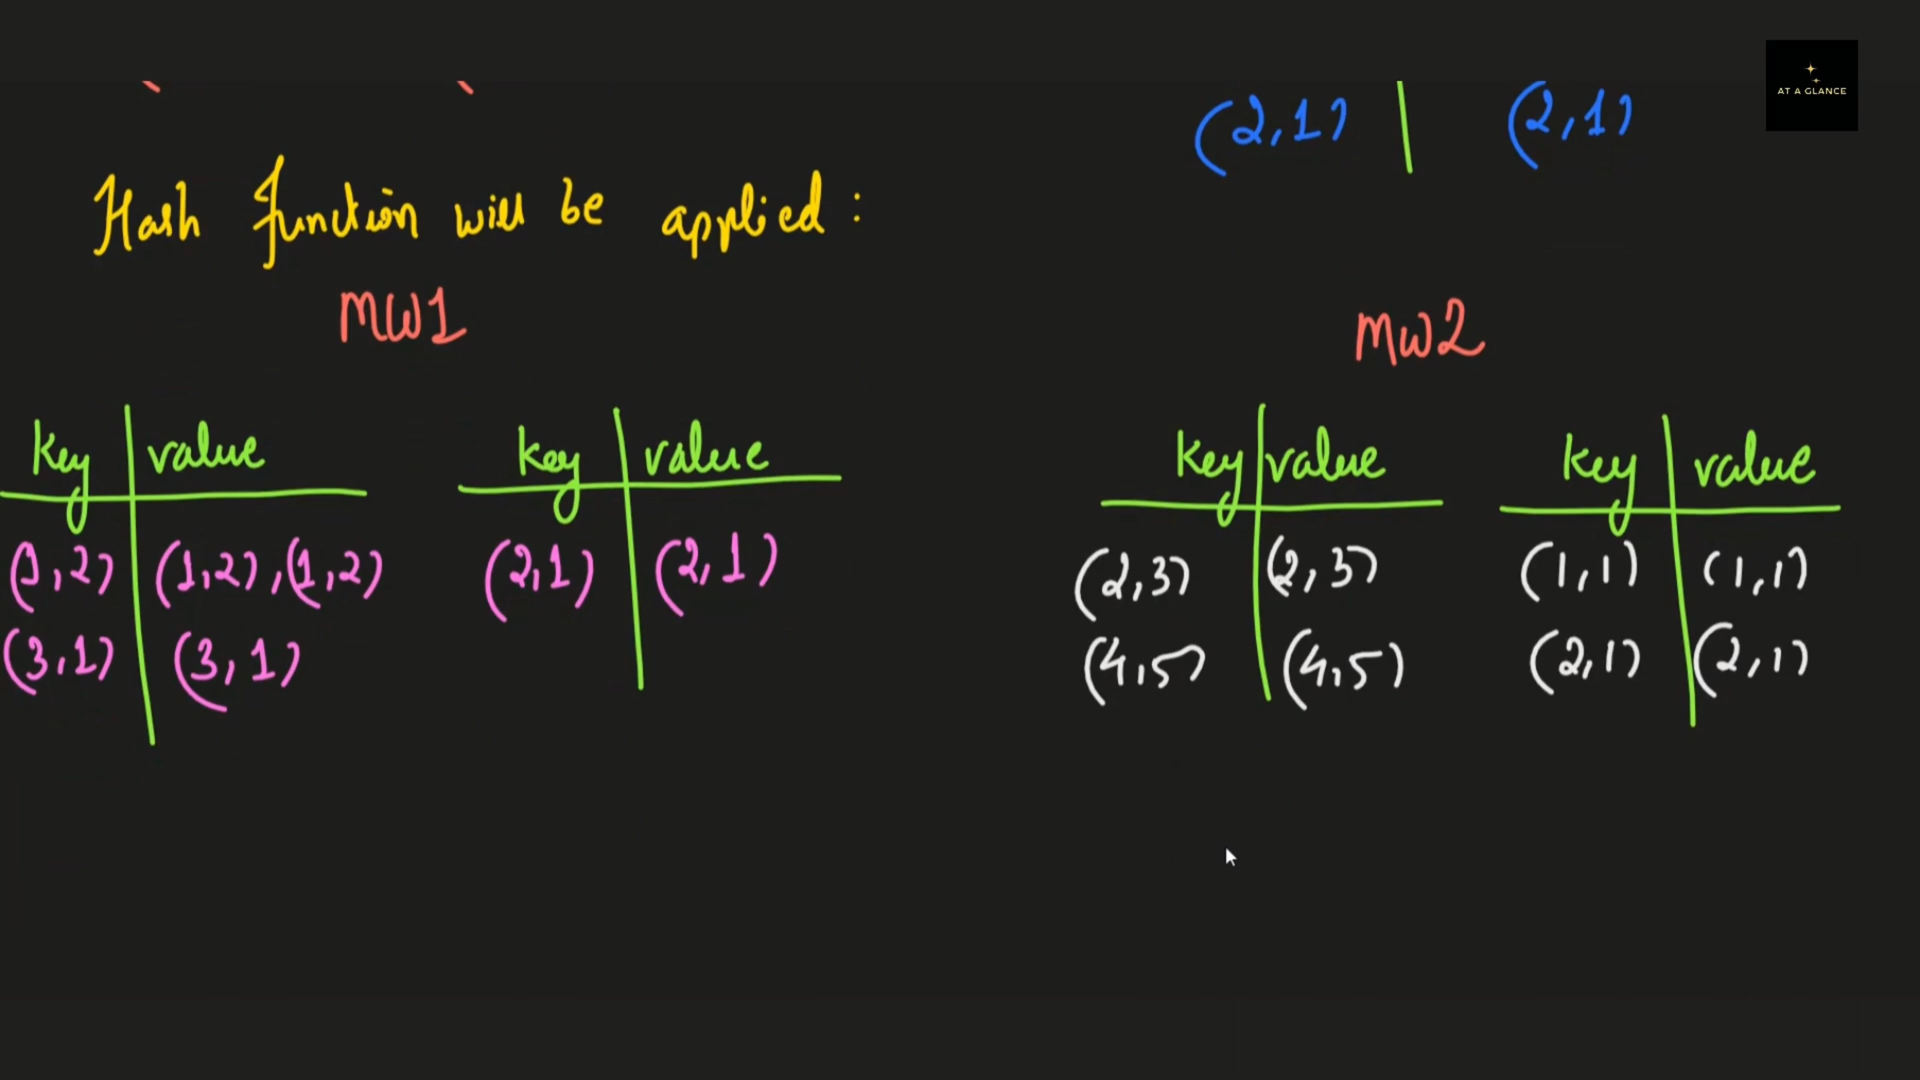 (2,1) (2,1)
AT A GLANCE
Hash function will be applied:
MW1 MW2
key value key value key value key value
(1,2) (1,2),(1,2) (2,1) (2,1) (2,3) (2,3) (1,1) (1,1)
(3,1) (3,1) (4,5) (4,5) (2,1) (2,1)